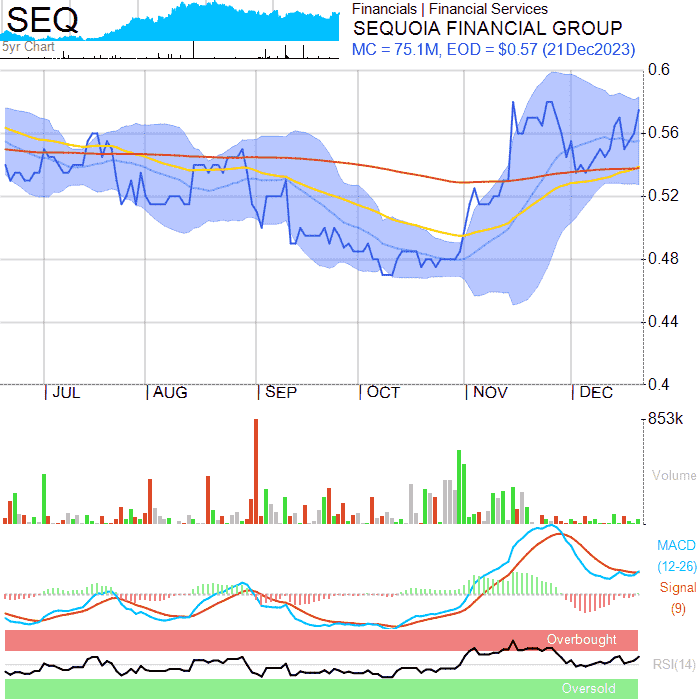 SEQ
5yr Chart
Financials | Financial Services
SEQUOIA FINANCIAL GROUP
MC = 75.1M, EOD = $0.57 (21Dec2023)
0.6
0.56
0.52
0.48
0.44
0.4
JUL
AUG
SEP
OCT
NOV
DEC
853k
Volume
MACD
(12-26)
Signal
(9)
Overbought
RSI(14)
Oversold